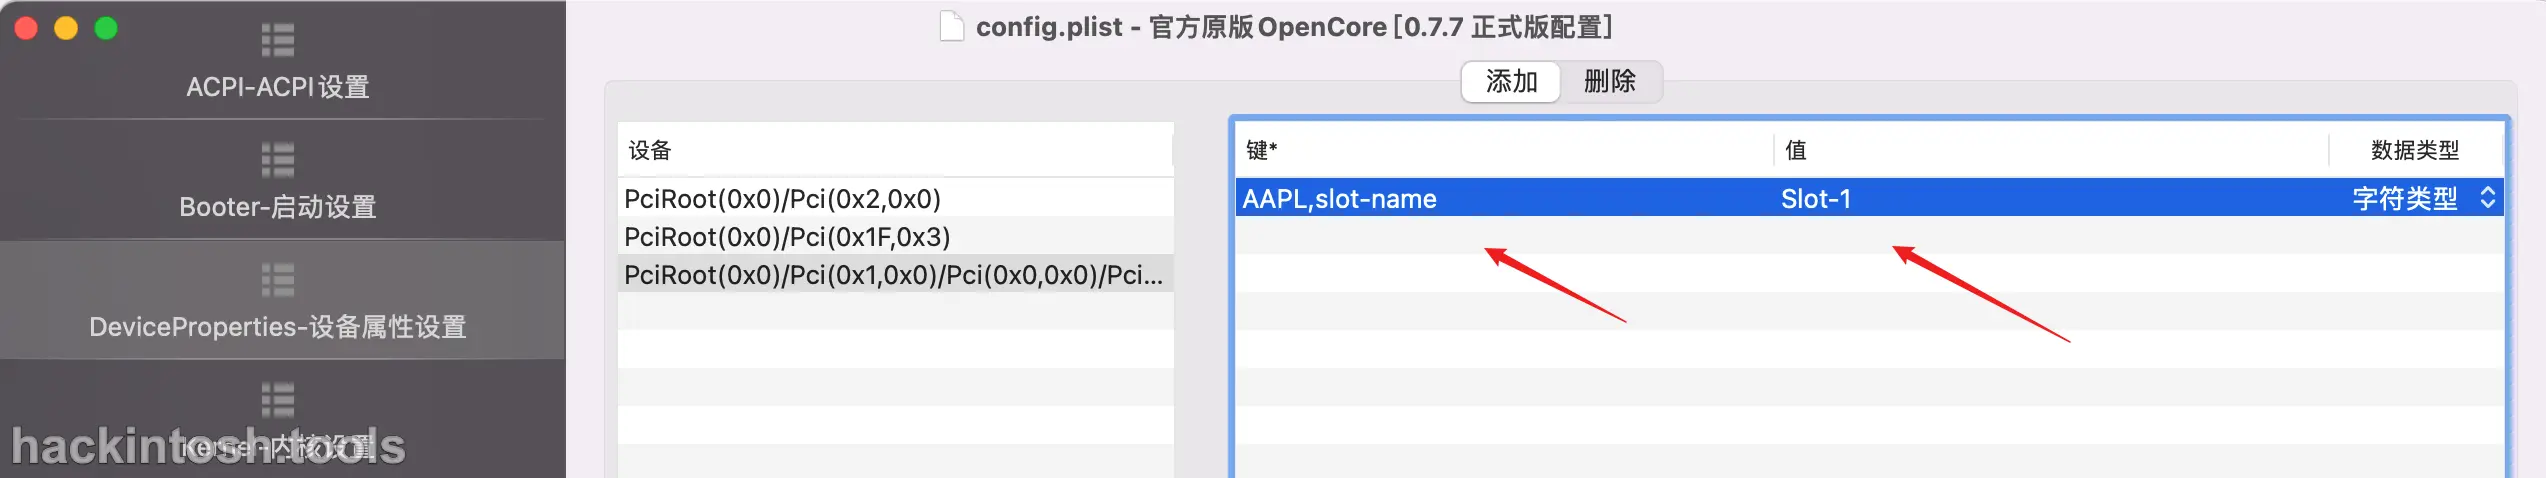 config.plist - 官方原版 OpenCore [0.7.7 正式版配置]
ACPI-ACPI 设置
Booter-启动设置
DeviceProperties-设备属性设置
Kernel-内核设置
hackintosh.tools
添加 删除
设备
PciRoot(0x0)/Pci(0x2,0x0)
PciRoot(0x0)/Pci(0x1F,0x3)
PciRoot(0x0)/Pci(0x1,0x0)/Pci(0x0,0x0)/Pci...
键* 值 数据类型
AAPL,slot-name Slot-1 字符类型